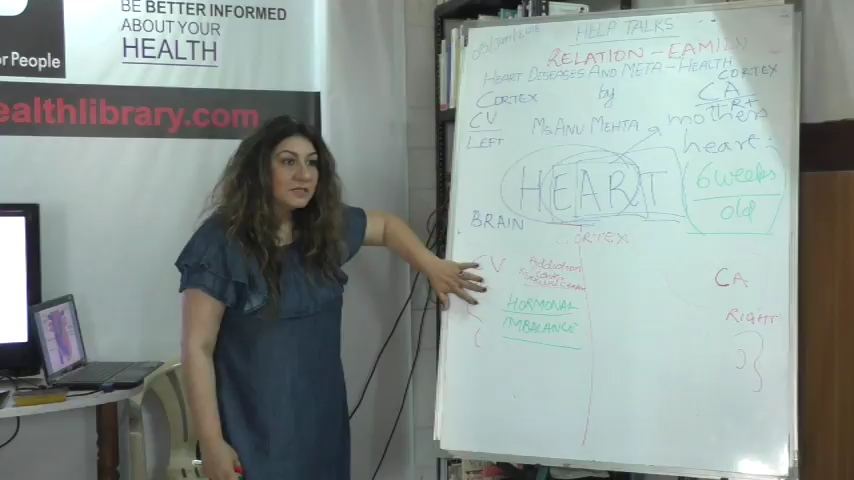 BE BETTER INFORMED
ABOUT YOUR
HEALTH
for People
ealthlibrary.com
HELP TALKS
RELATION - FAMILY
HEART DISEASES AND META - HEALTH
CORTEX
by
CORTEX
CV
CA
LEFT
Ms ANU MEHTA
mothers
heart:
HEART
6 weeks
old
BRAIN
CORTEX
CV
HORMONAL
IMBALANCE
CA
RIGHT